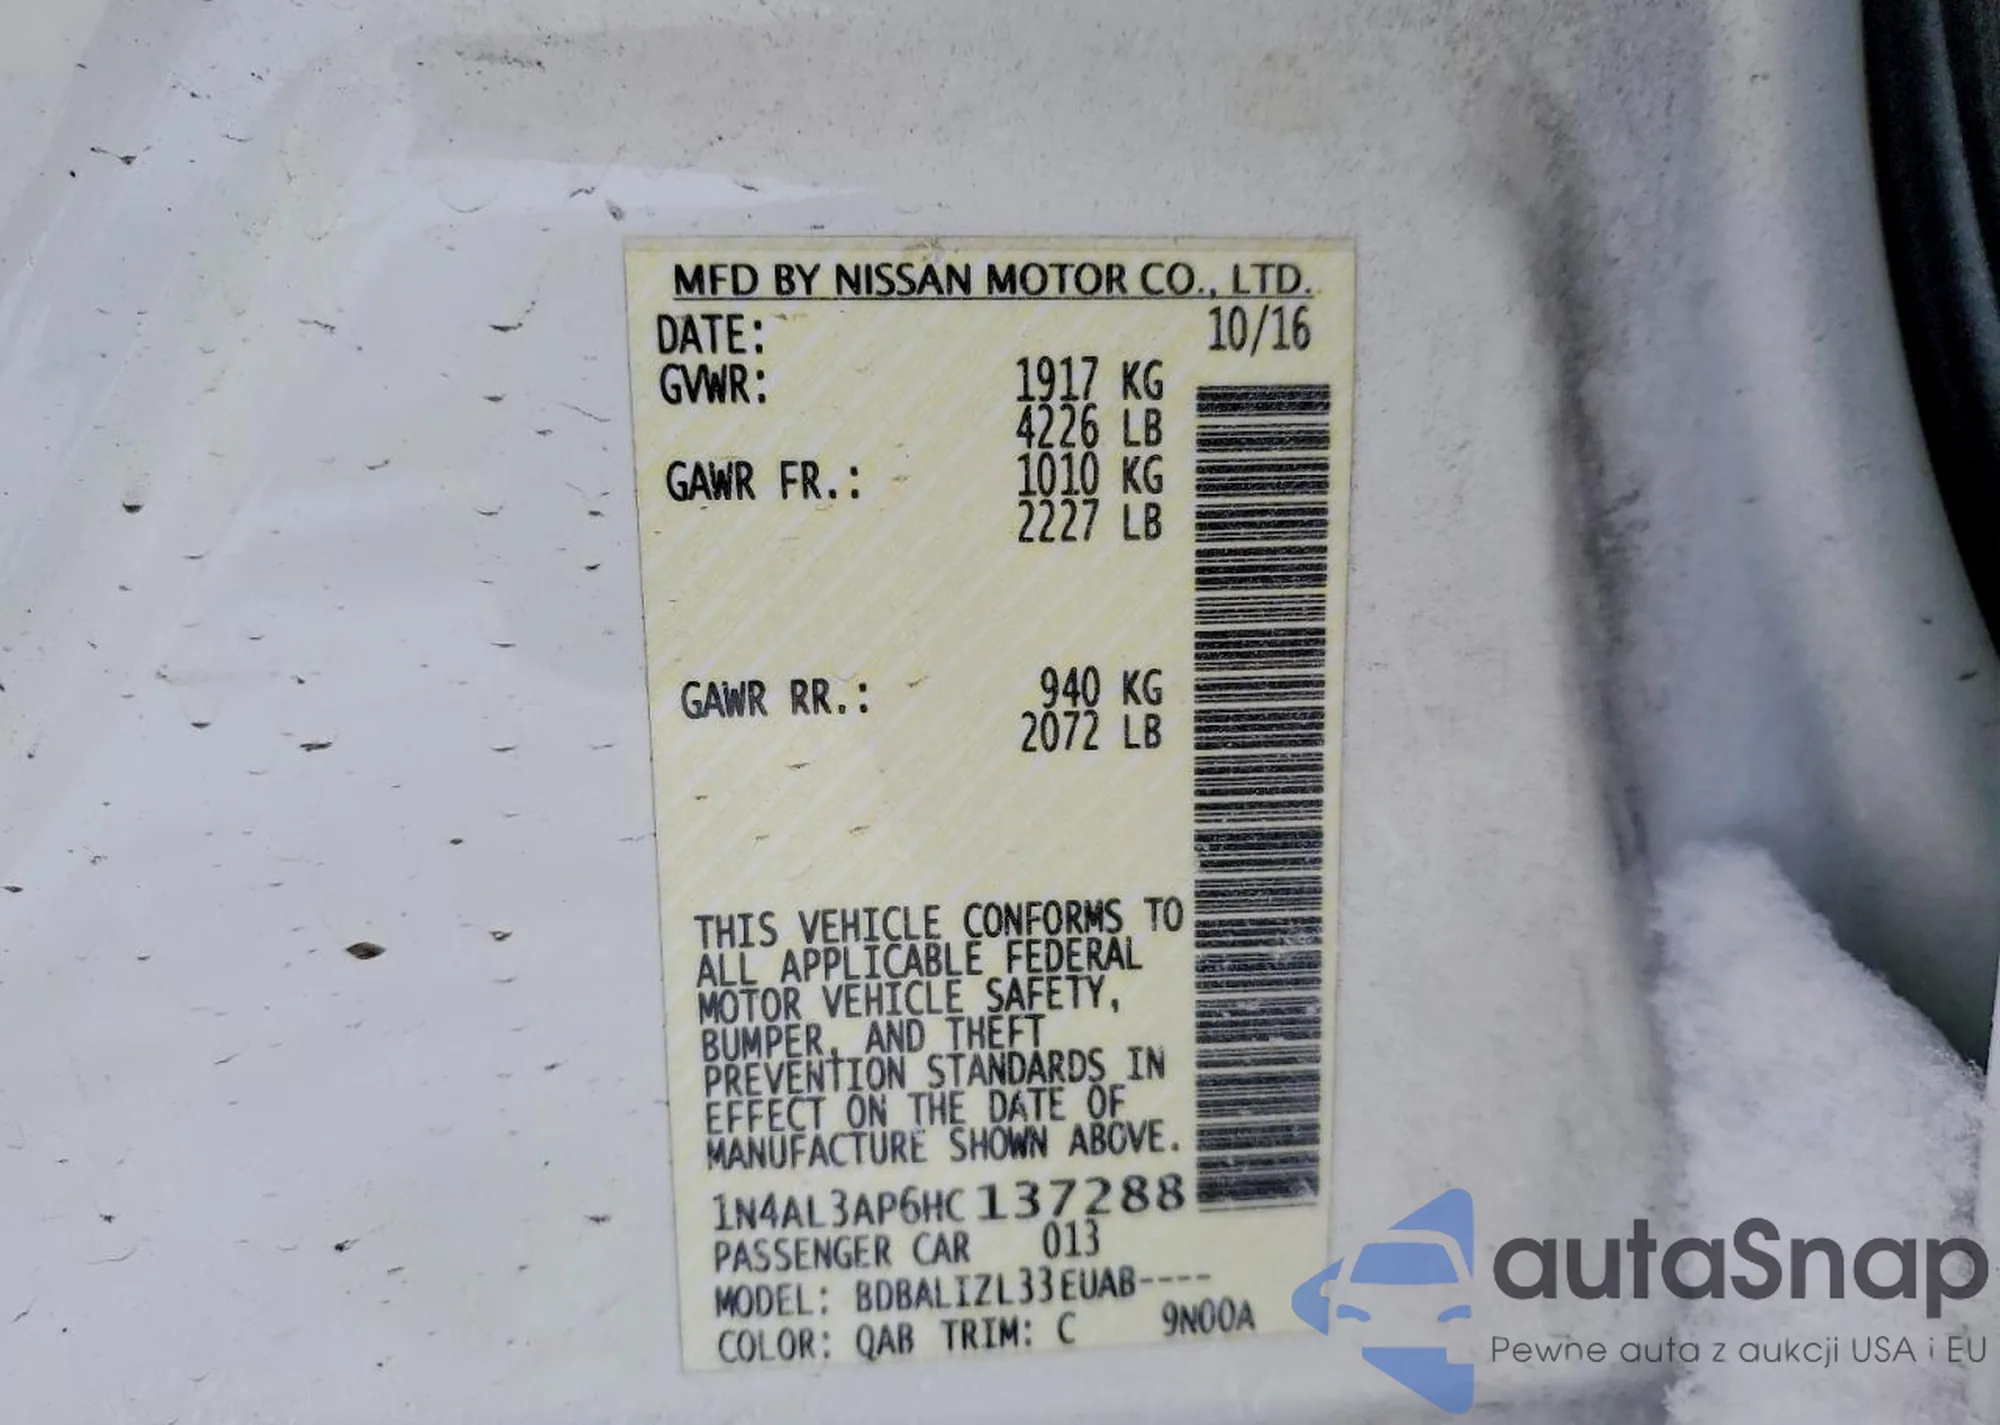 MFD BY NISSAN MOTOR CO., LTD.
DATE: 10/16
GVWR: 1917 KG
4226 LB
GAWR FR.: 1010 KG
2227 LB
GAWR RR.: 940 KG
2072 LB
THIS VEHICLE CONFORMS TO
ALL APPLICABLE FEDERAL
MOTOR VEHICLE SAFETY,
BUMPER, AND THEFT
PREVENTION STANDARDS IN
EFFECT ON THE DATE OF
MANUFACTURE SHOWN ABOVE.
1N4AL3AP6HC137288
PASSENGER CAR 013
MODEL: BDBALIZL33EUAB----
COLOR: QAB TRIM: C 9N00A
autaSnap
Pewne auta z aukcji USA i EU